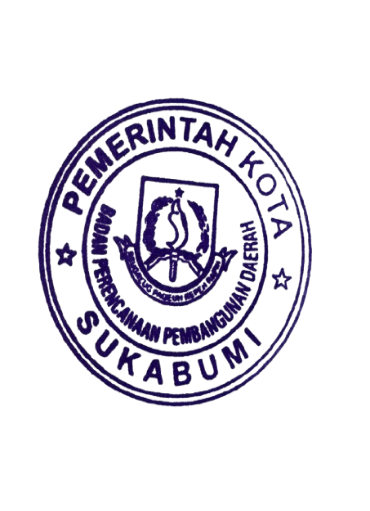 PEMERINTAH KOTA
SUKABUMI
BADAN PERENCANAAN PEMBANGUNAN DAERAH